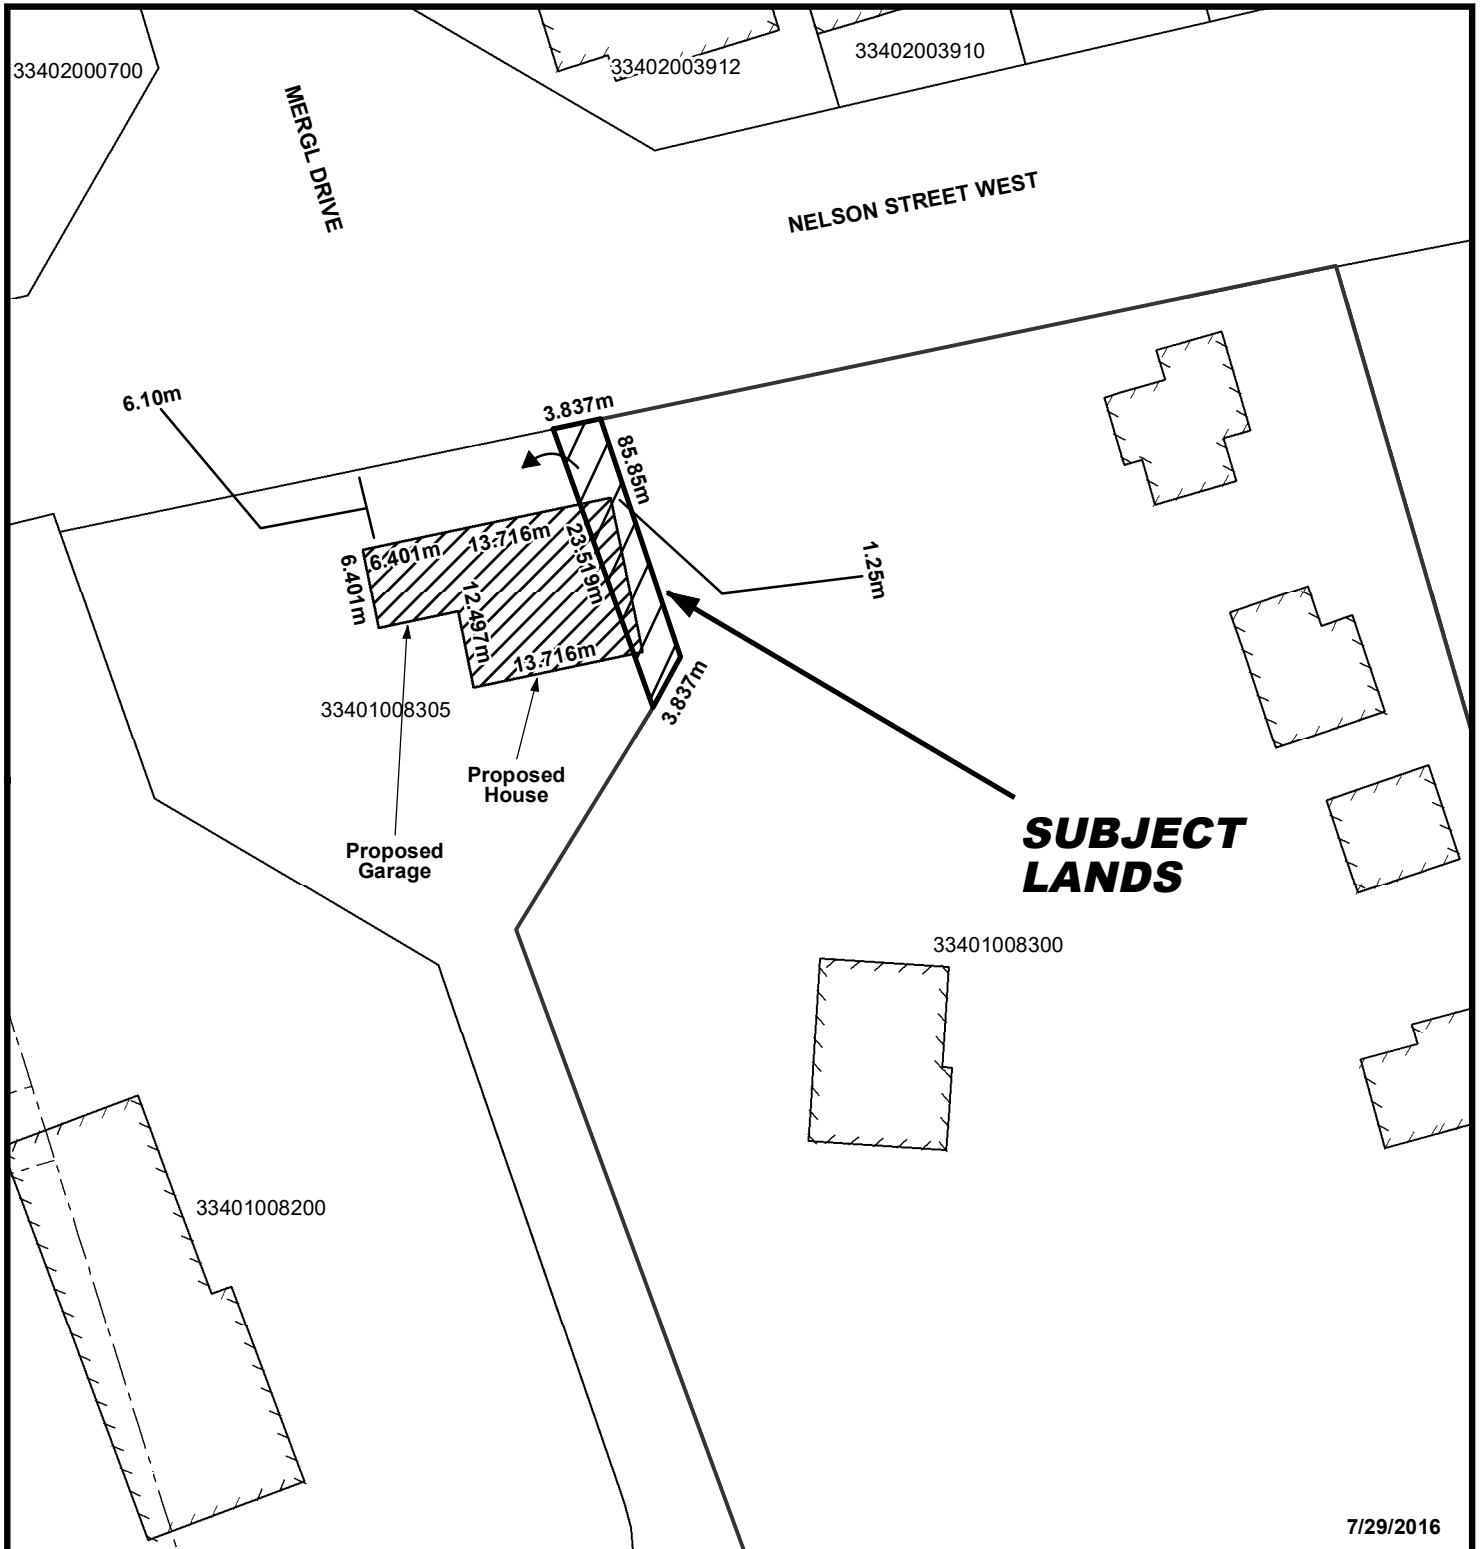 33402000700
33402003912
33402003910
MERGL DRIVE
NELSON STREET WEST
6.10m
3.837m
85.85m
13.716m
6.401m
6.401m
23.519m
1.25m
12.497m
13.716m
3.837m
33401008305
Proposed
House
Proposed
Garage
SUBJECT
LANDS
33401008300
33401008200
7/29/2016